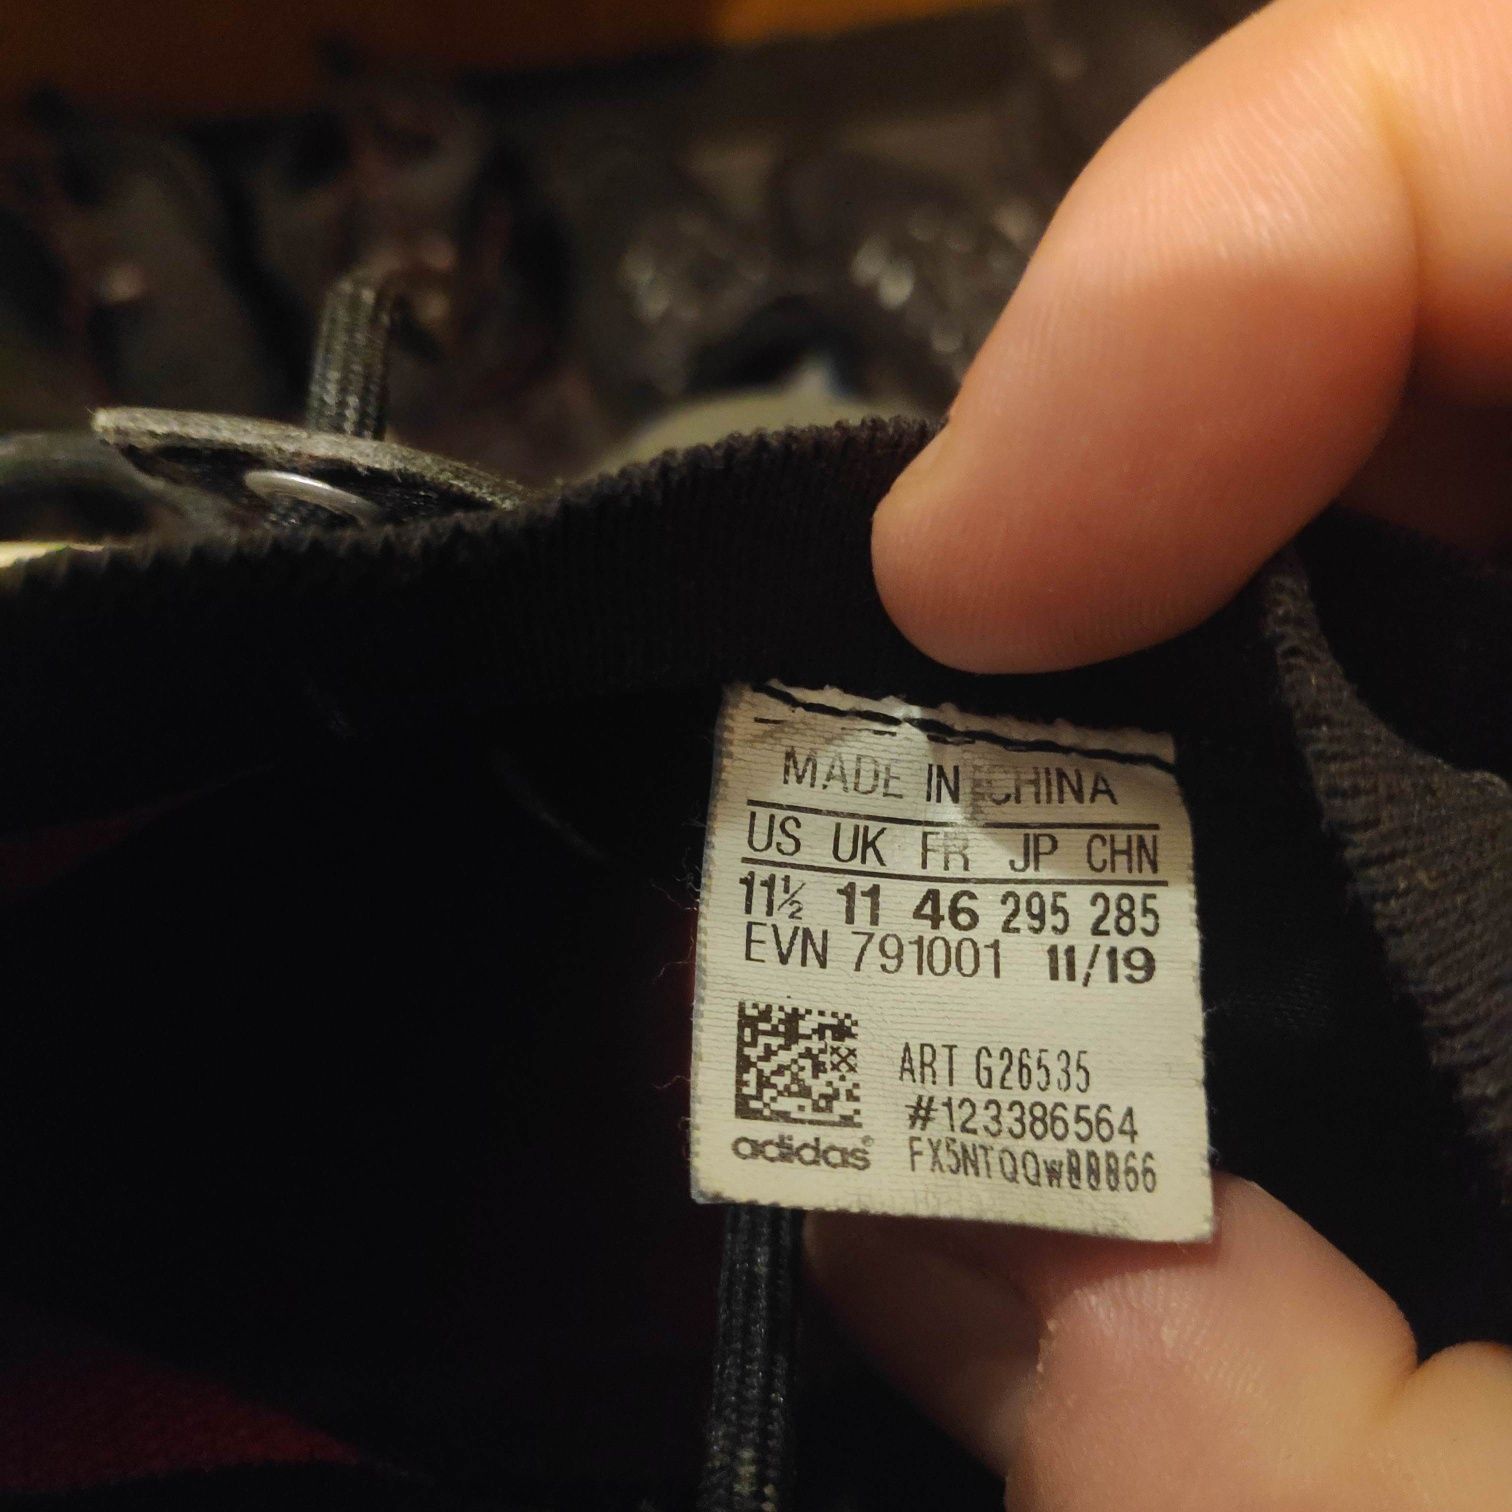 MADE IN CHINA
US UK FR JP CHN
11½ 11 46 295 285
EVN 791001 11/19
ART G26535
#123386564
adidas®